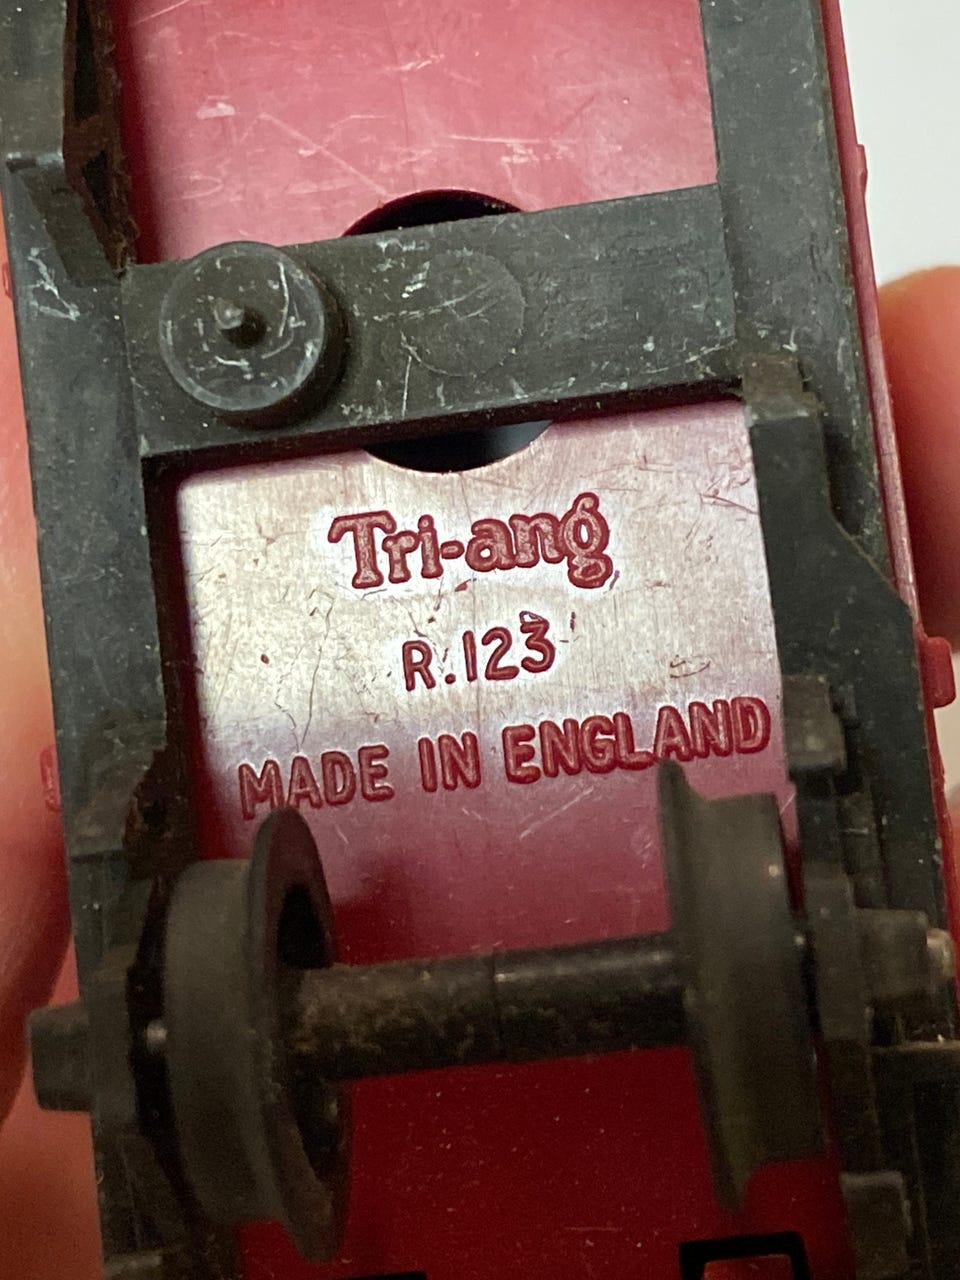 Tri-ang
R.123
MADE IN ENGLAND